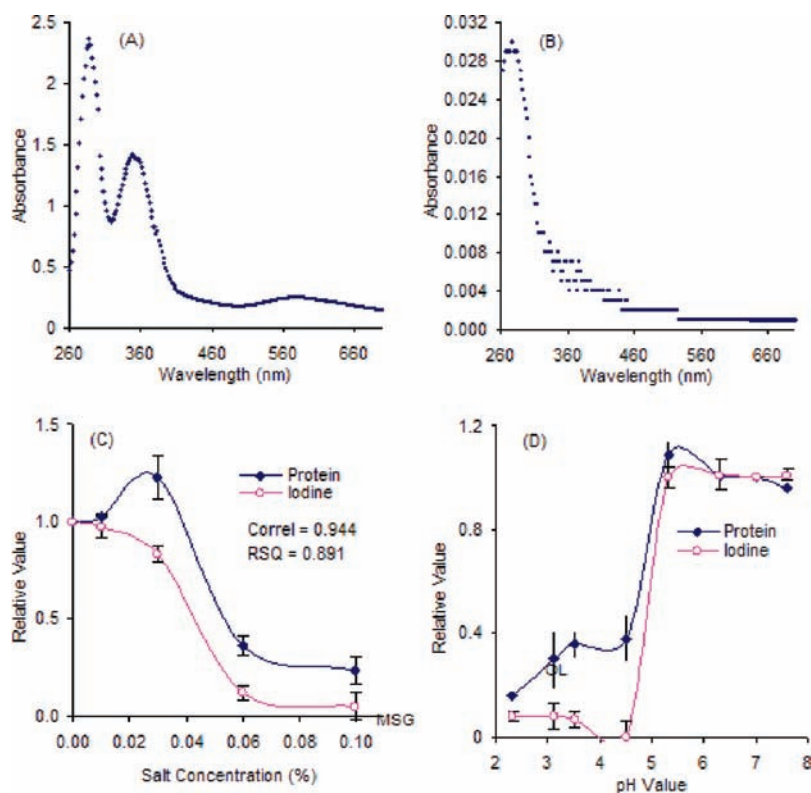 (A)
2.5
2
1.5
1
0.5
0
Absorbance
260 360 460 560 660
Wavelength (nm)
(B)
0.032
0.028
0.024
0.020
0.016
0.012
0.008
0.004
0.000
Absorbance
260 360 460 560 660
Wavelength (nm)
(C)
1.5
1.0
0.5
0.0
Relative Value
Protein
Iodine
Correl = 0.944
RSQ = 0.891
MSG
0.00 0.02 0.04 0.06 0.08 0.10
Salt Concentration (%)
(D)
1.2
0.8
0.4
0
Relative Value
Protein
Iodine
OL
2 3 4 5 6 7 8
pH Value